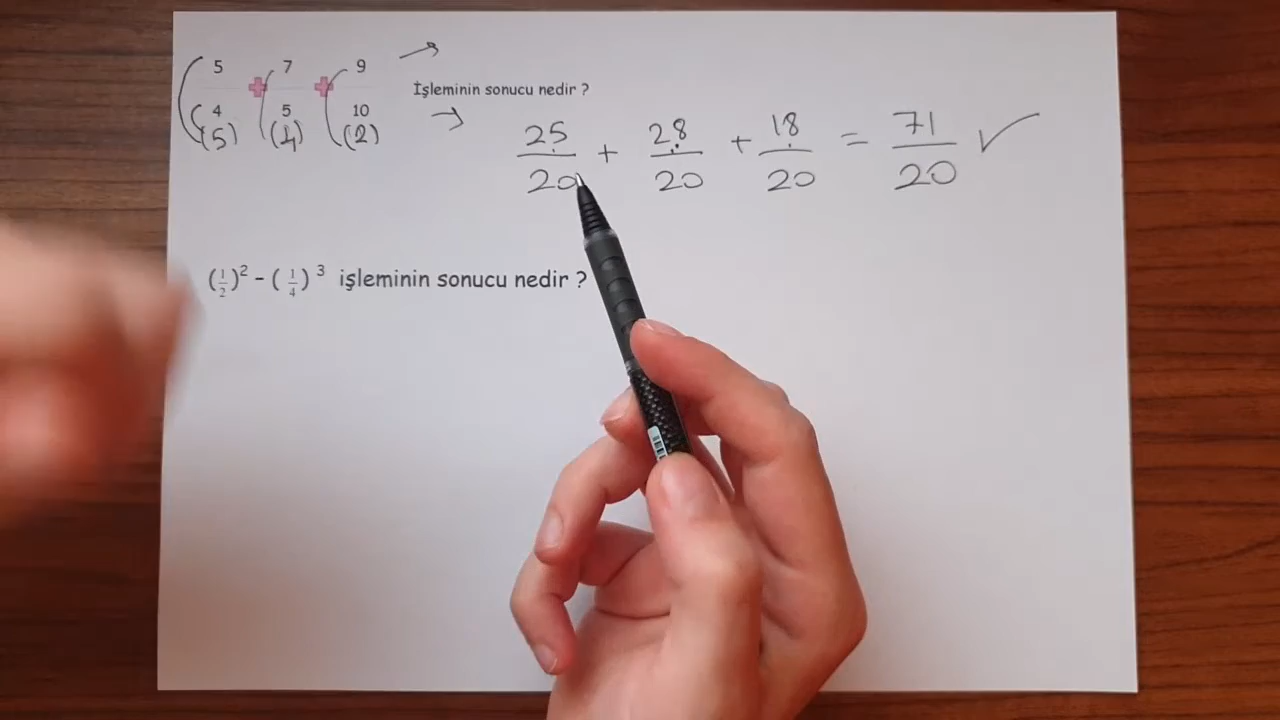 5/4 + 7/5 + 9/10 İşleminin sonucu nedir ?
(5) (4) (2)
25/20 + 28/20 + 18/20 = 71/20 ✓
(1/2)² - (1/4)³ işleminin sonucu nedir ?